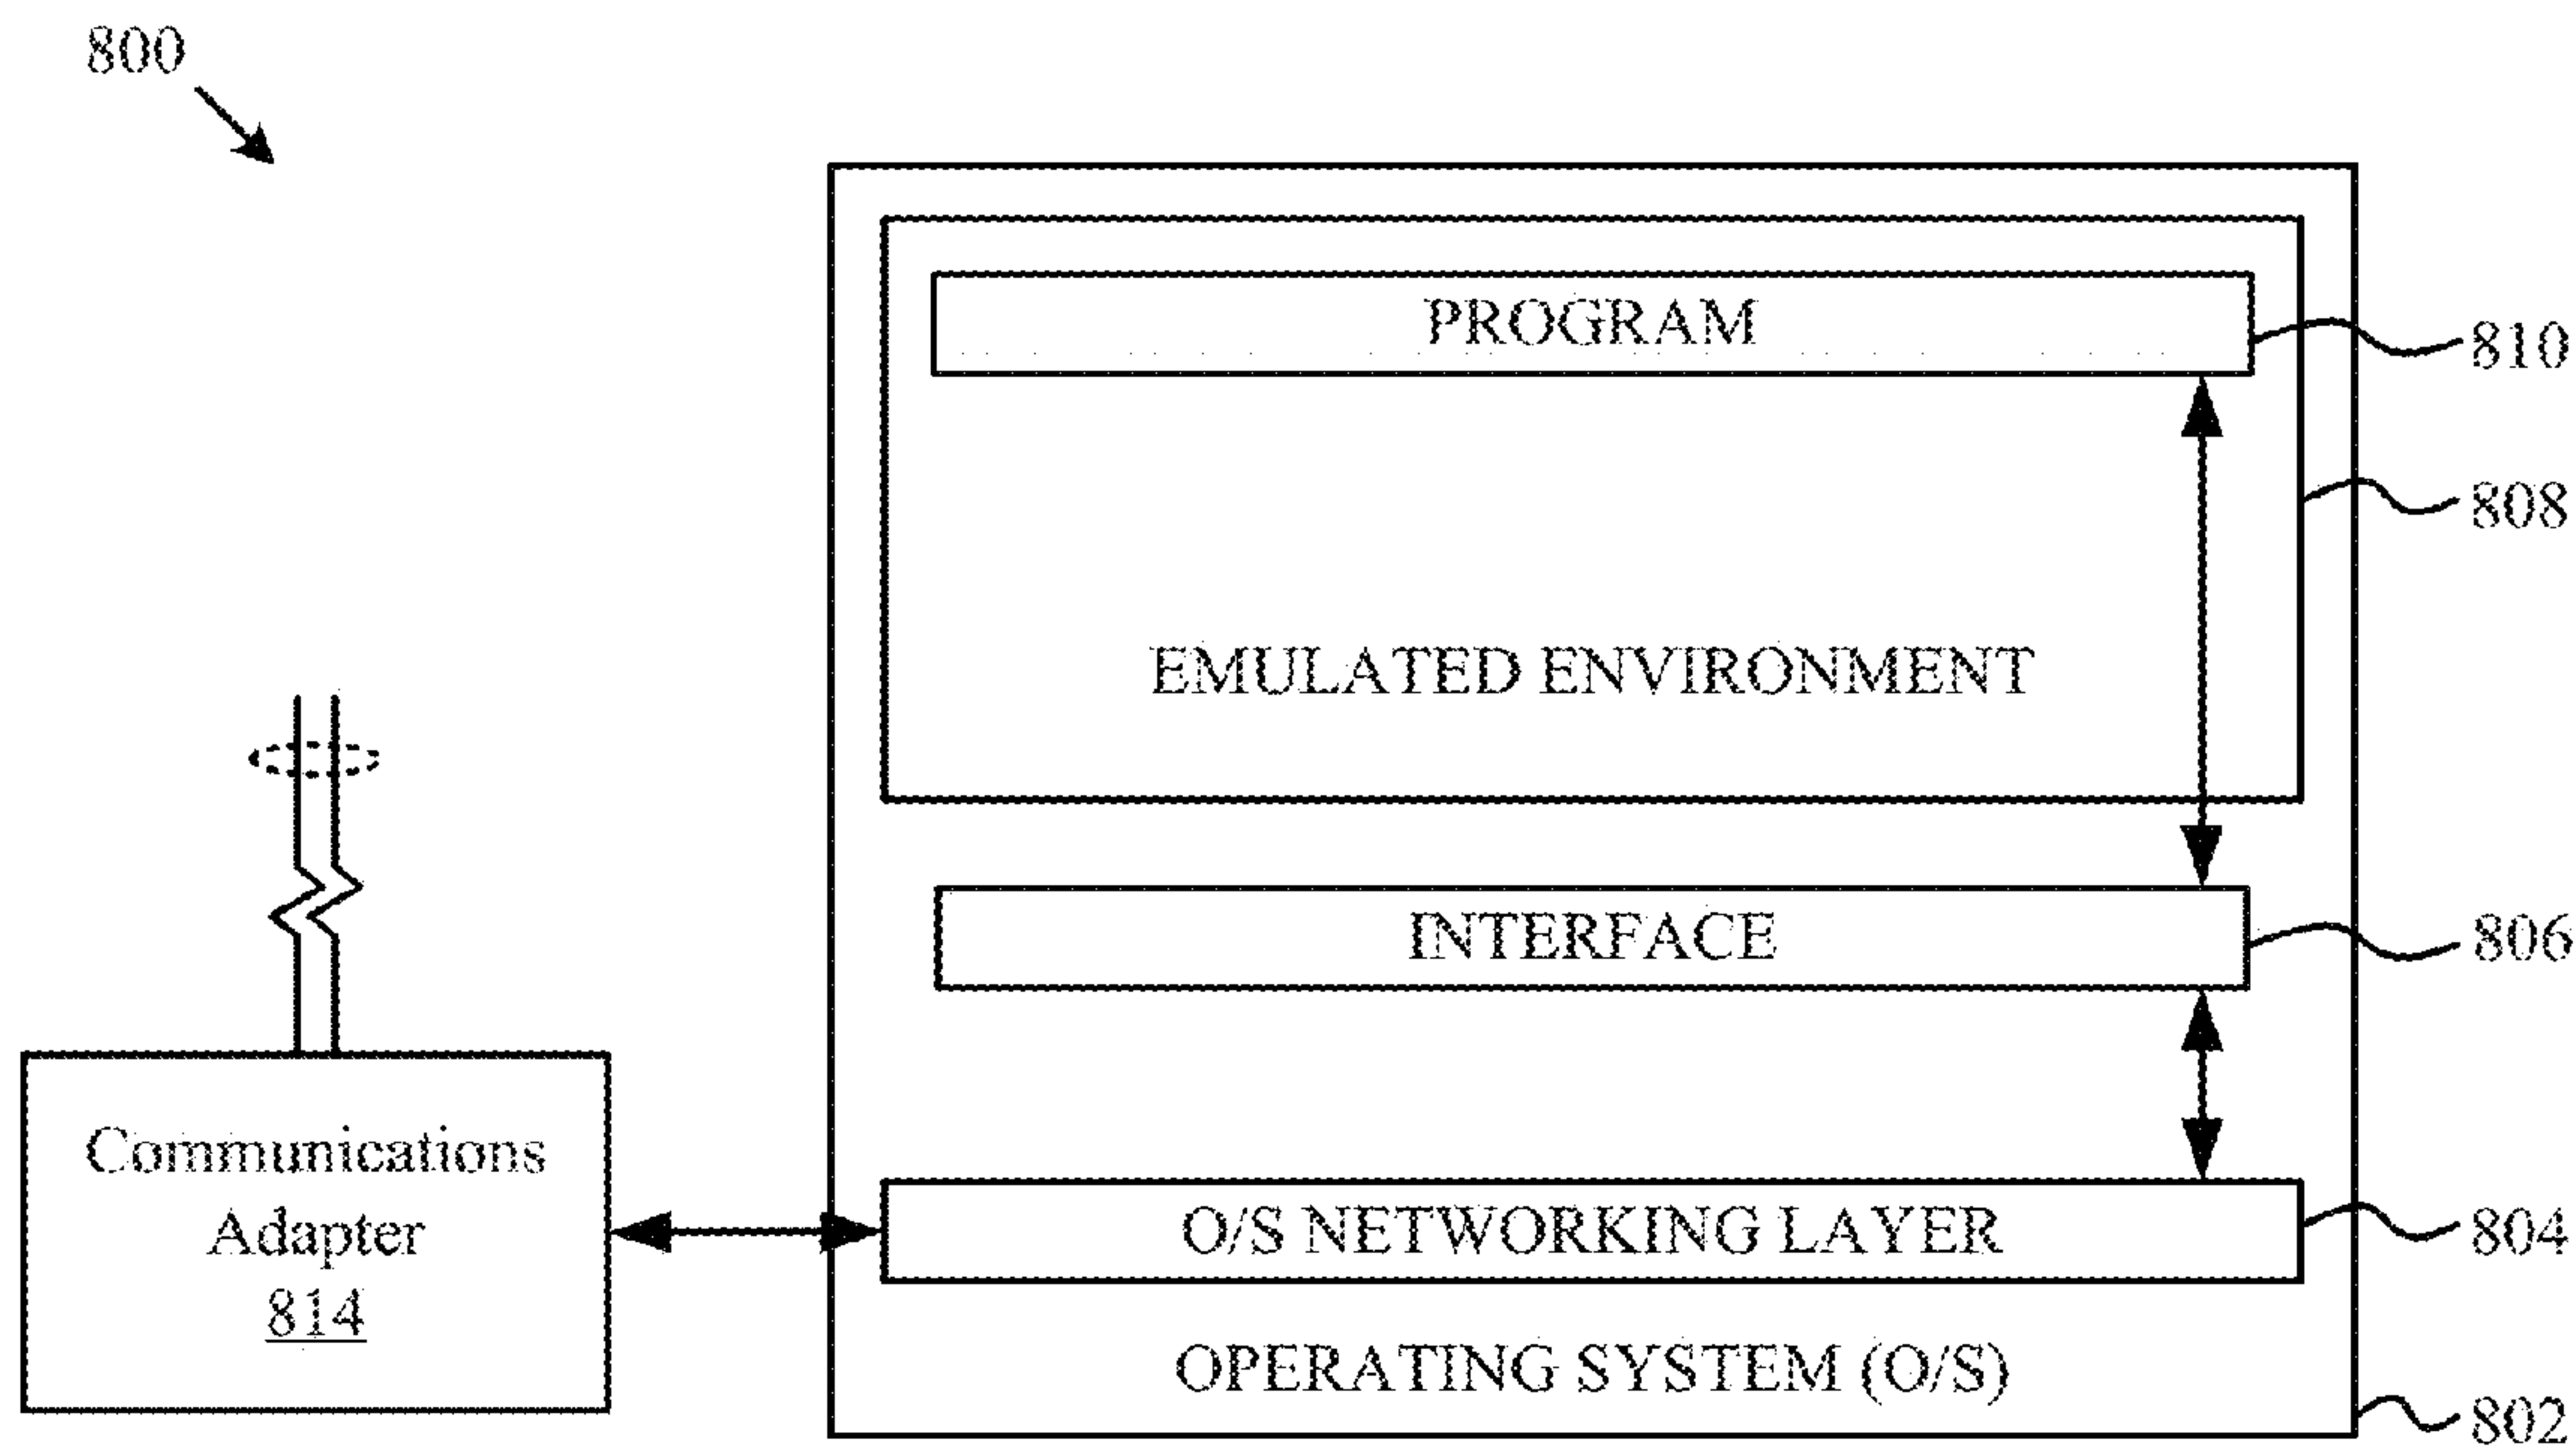 800
PROGRAM
810
808
EMULATED ENVIRONMENT
INTERFACE
806
Communications
Adapter
814
O/S NETWORKING LAYER
804
OPERATING SYSTEM (O/S)
802